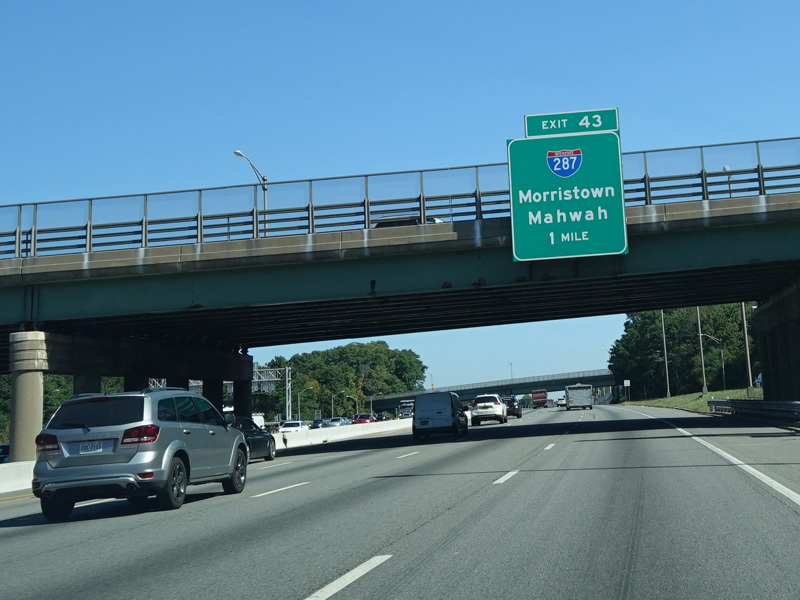 EXIT 43
INTERSTATE
287
Morristown
Mahwah
1 MILE